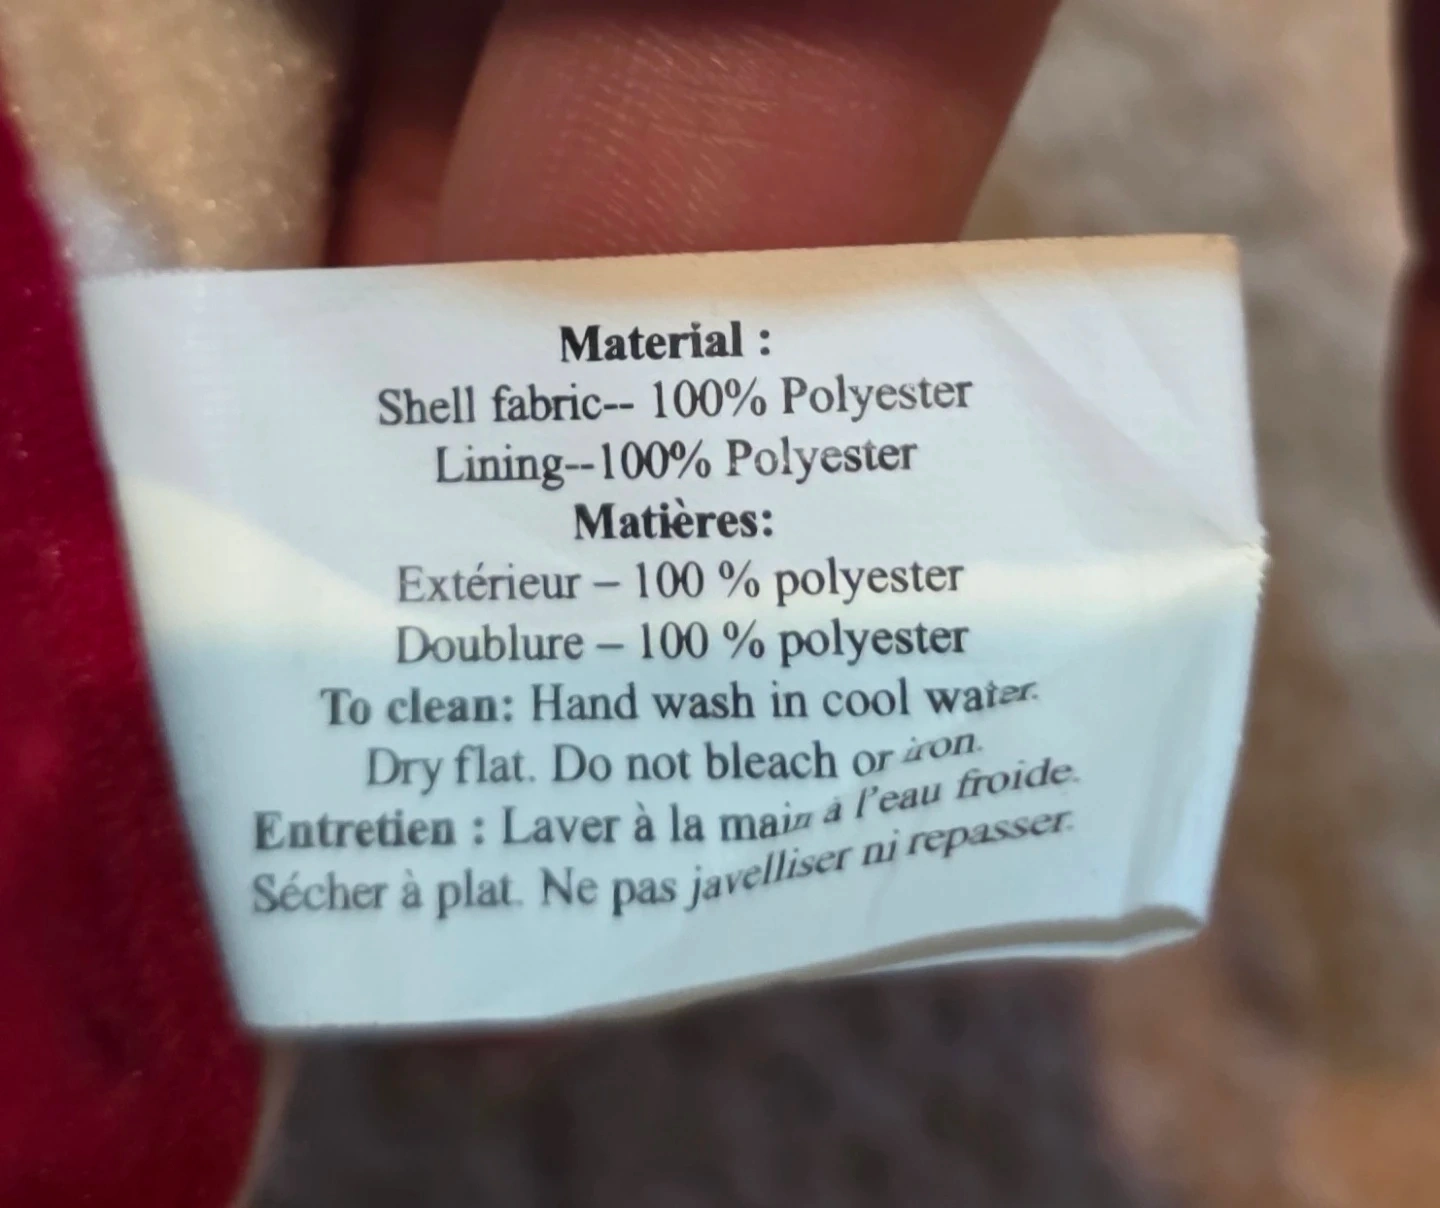 Material :
Shell fabric-- 100% Polyester
Lining--100% Polyester
Matières:
Extérieur – 100 % polyester
Doublure – 100 % polyester
To clean: Hand wash in cool water.
Dry flat. Do not bleach or iron.
Entretien : Laver à la main à l’eau froide.
Sécher à plat. Ne pas javelliser ni repasser.